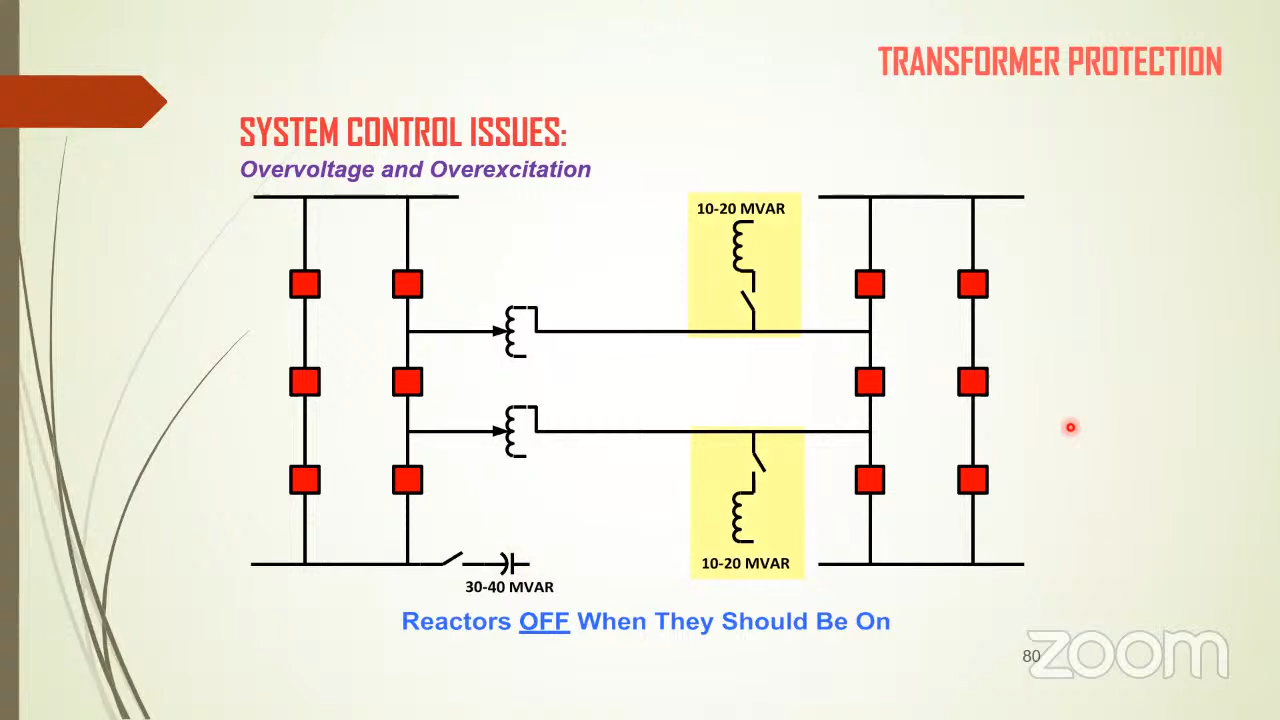 TRANSFORMER PROTECTION
SYSTEM CONTROL ISSUES:
Overvoltage and Overexcitation
10-20 MVAR
10-20 MVAR
30-40 MVAR
Reactors OFF When They Should Be On
80
zoom